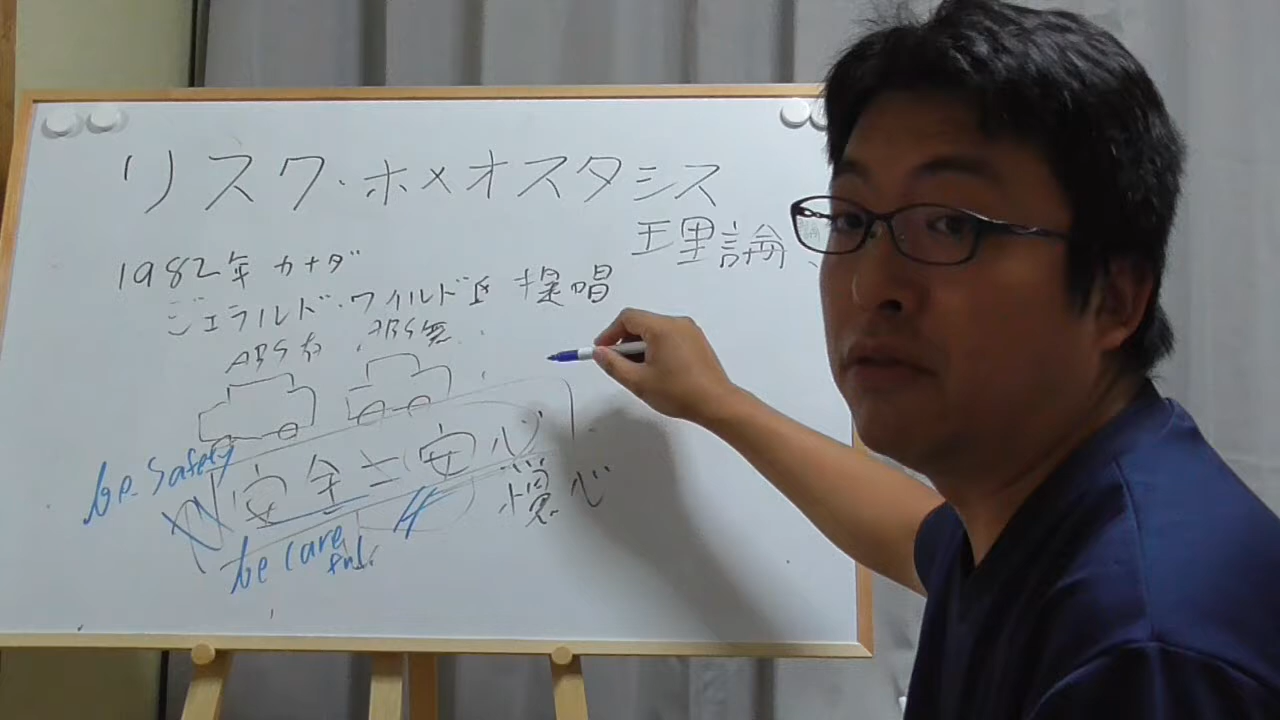 リスク・ホメオスタシス
理論
1982年 カナダ
ジェラルド・ワイルド氏 提唱
ABS有 ABS無
be safety
安全=安心
慢心
be care
ful